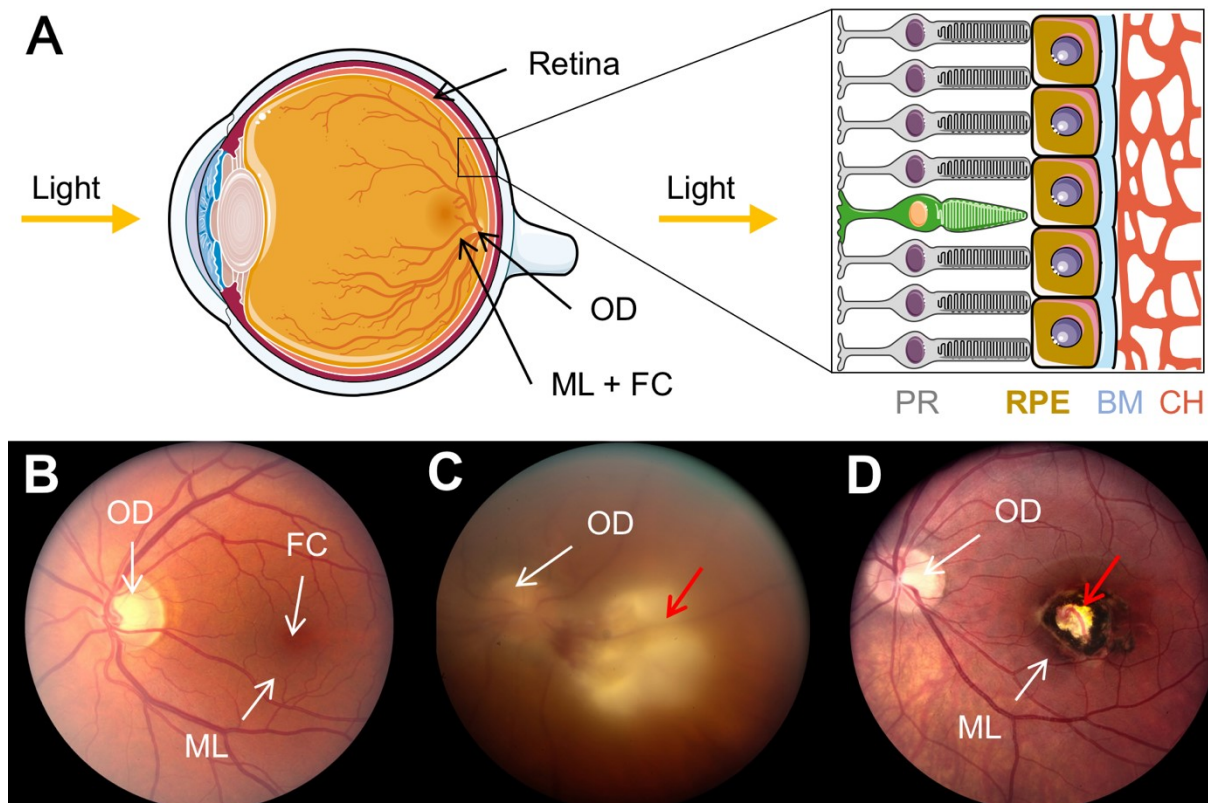 A
Retina
Light
Light
OD
ML + FC
PR RPE BM CH
B
C
D
OD
OD
OD
FC
ML
ML